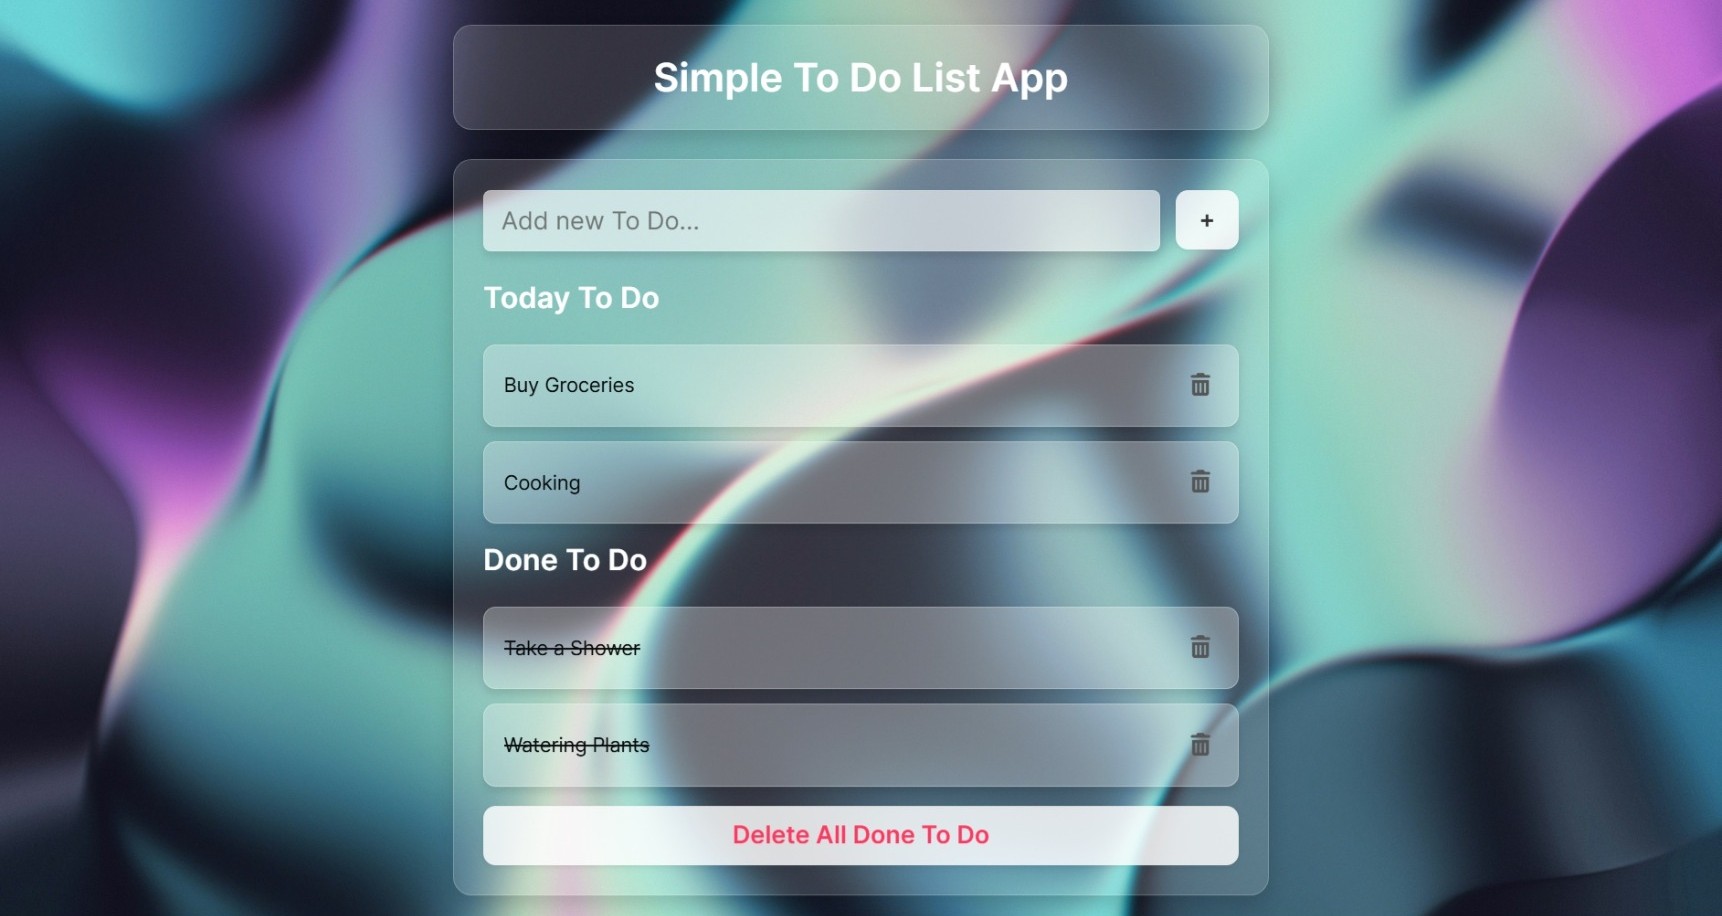 Simple To Do List App
Add new To Do...
+
Today To Do
Buy Groceries
Cooking
Done To Do
Take a Shower
Watering Plants
Delete All Done To Do